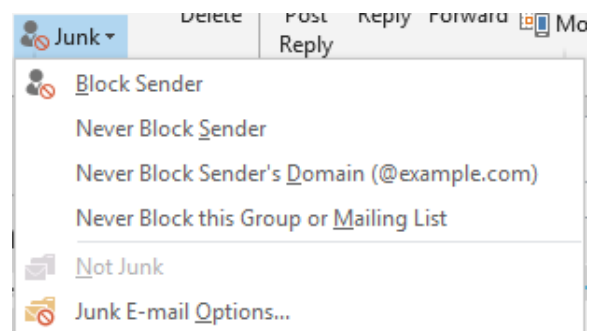 Delete Post Reply Forward Mo
Junk Reply
Block Sender
Never Block Sender
Never Block Sender's Domain (@example.com)
Never Block this Group or Mailing List
Not Junk
Junk E-mail Options...